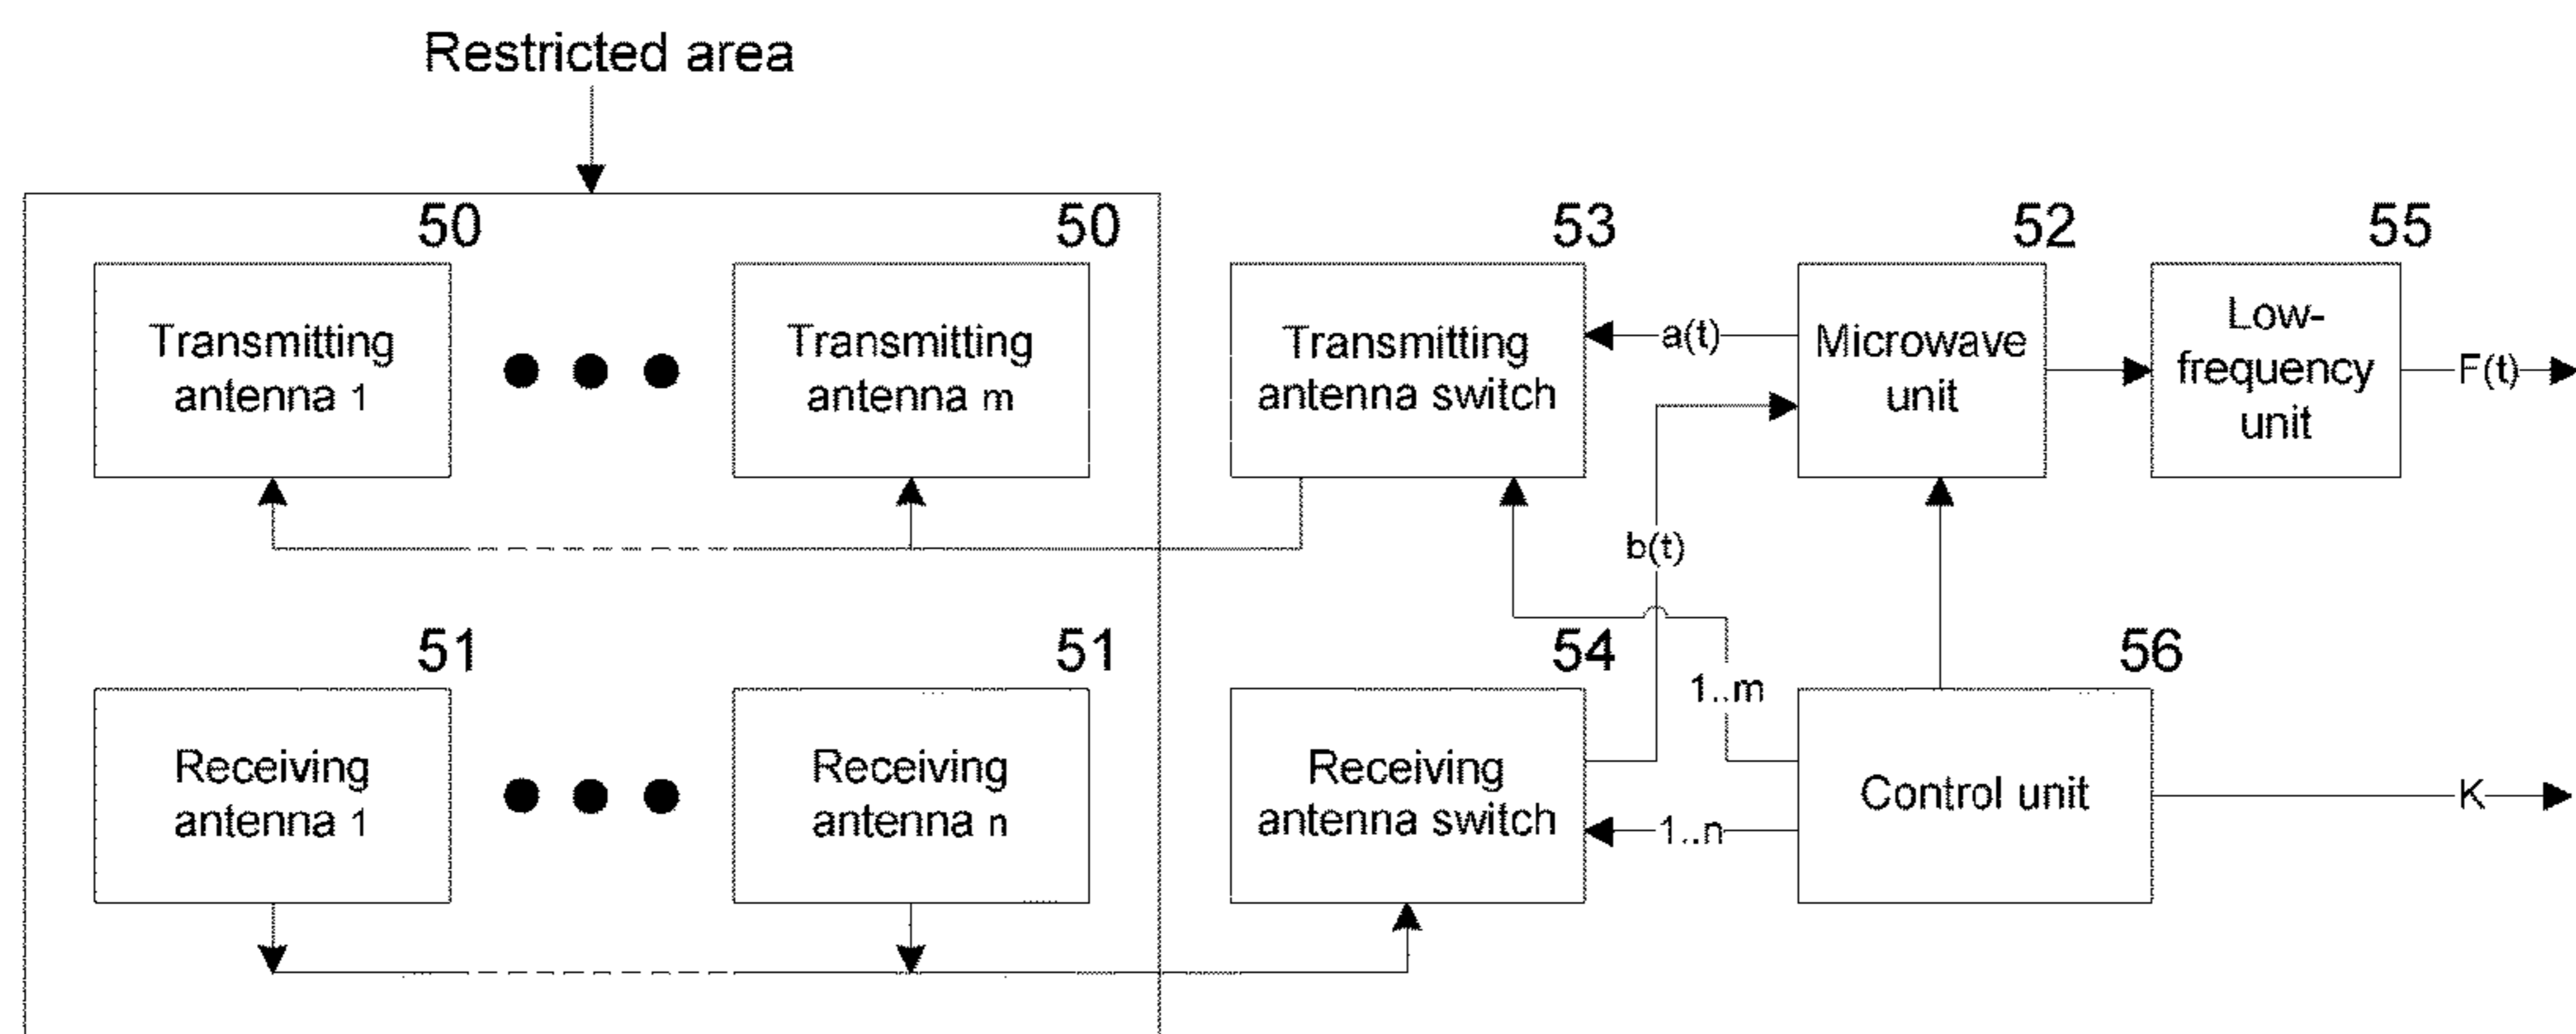 Restricted area
50
50
53
52
55
Transmitting
antenna 1
Transmitting
antenna m
Transmitting
antenna switch
a(t)
Microwave
unit
Low-
frequency
unit
F(t)
b(t)
51
51
54
1..m
56
Receiving
antenna 1
Receiving
antenna n
Receiving
antenna switch
1..n
Control unit
K